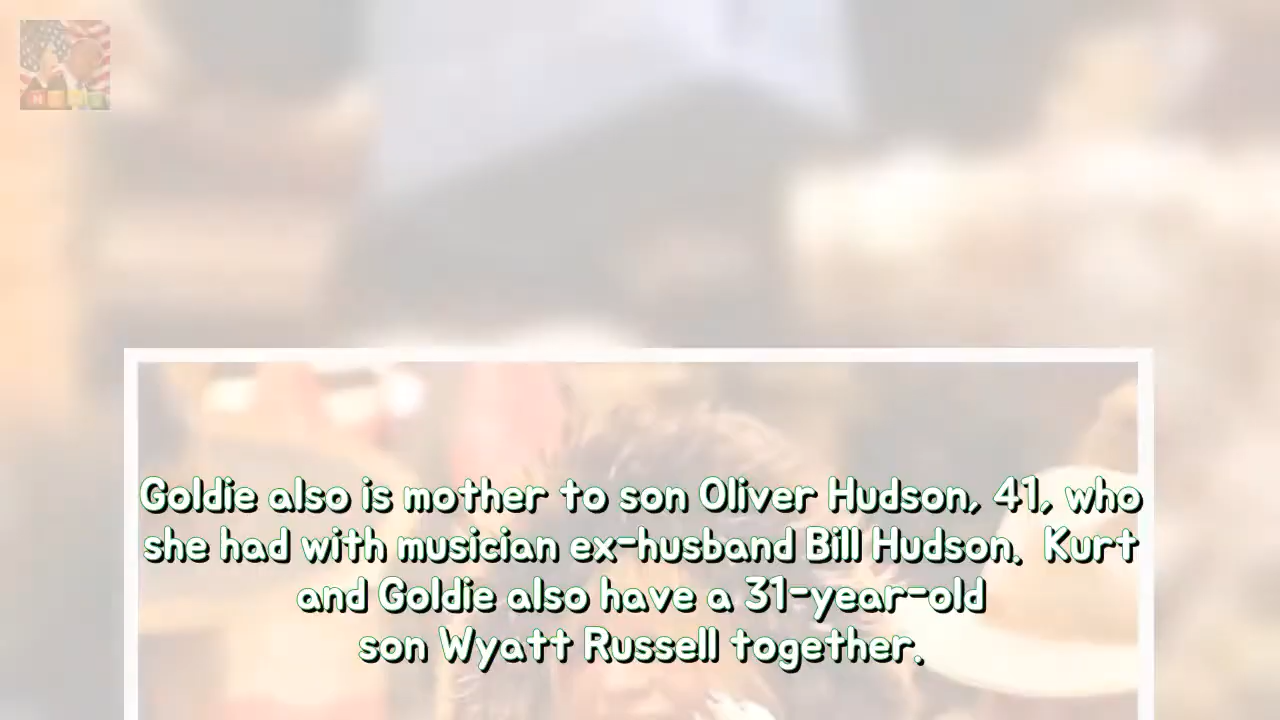 Goldie also is mother to son Oliver Hudson, 41, who
she had with musician ex-husband Bill Hudson.  Kurt
and Goldie also have a 31-year-old
son Wyatt Russell together.